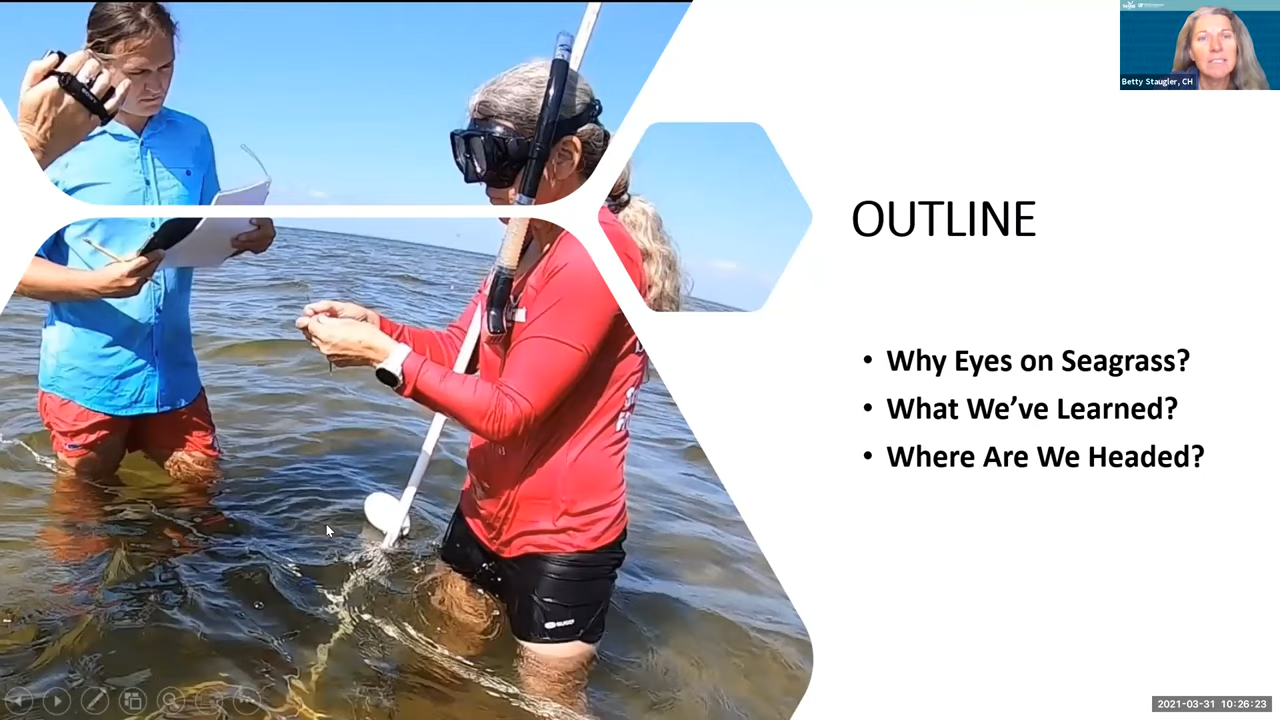 Betty Staugler, CH
OUTLINE
• Why Eyes on Seagrass?
• What We’ve Learned?
• Where Are We Headed?
2021-03-31 10:26:23